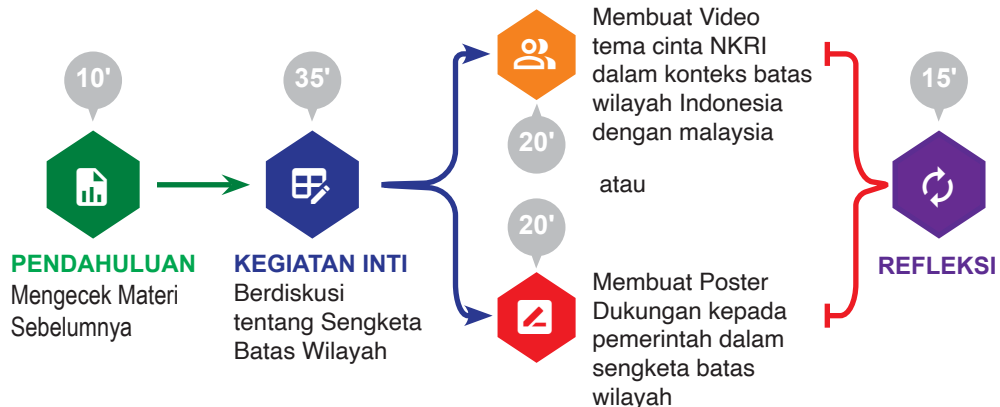 10'
PENDAHULUAN
Mengecek Materi
Sebelumnya
35'
KEGIATAN INTI
Berdiskusi
tentang Sengketa
Batas Wilayah
20'
Membuat Video
tema cinta NKRI
dalam konteks batas
wilayah Indonesia
dengan malaysia
atau
20'
Membuat Poster
Dukungan kepada
pemerintah dalam
sengketa batas
wilayah
15'
REFLEKSI